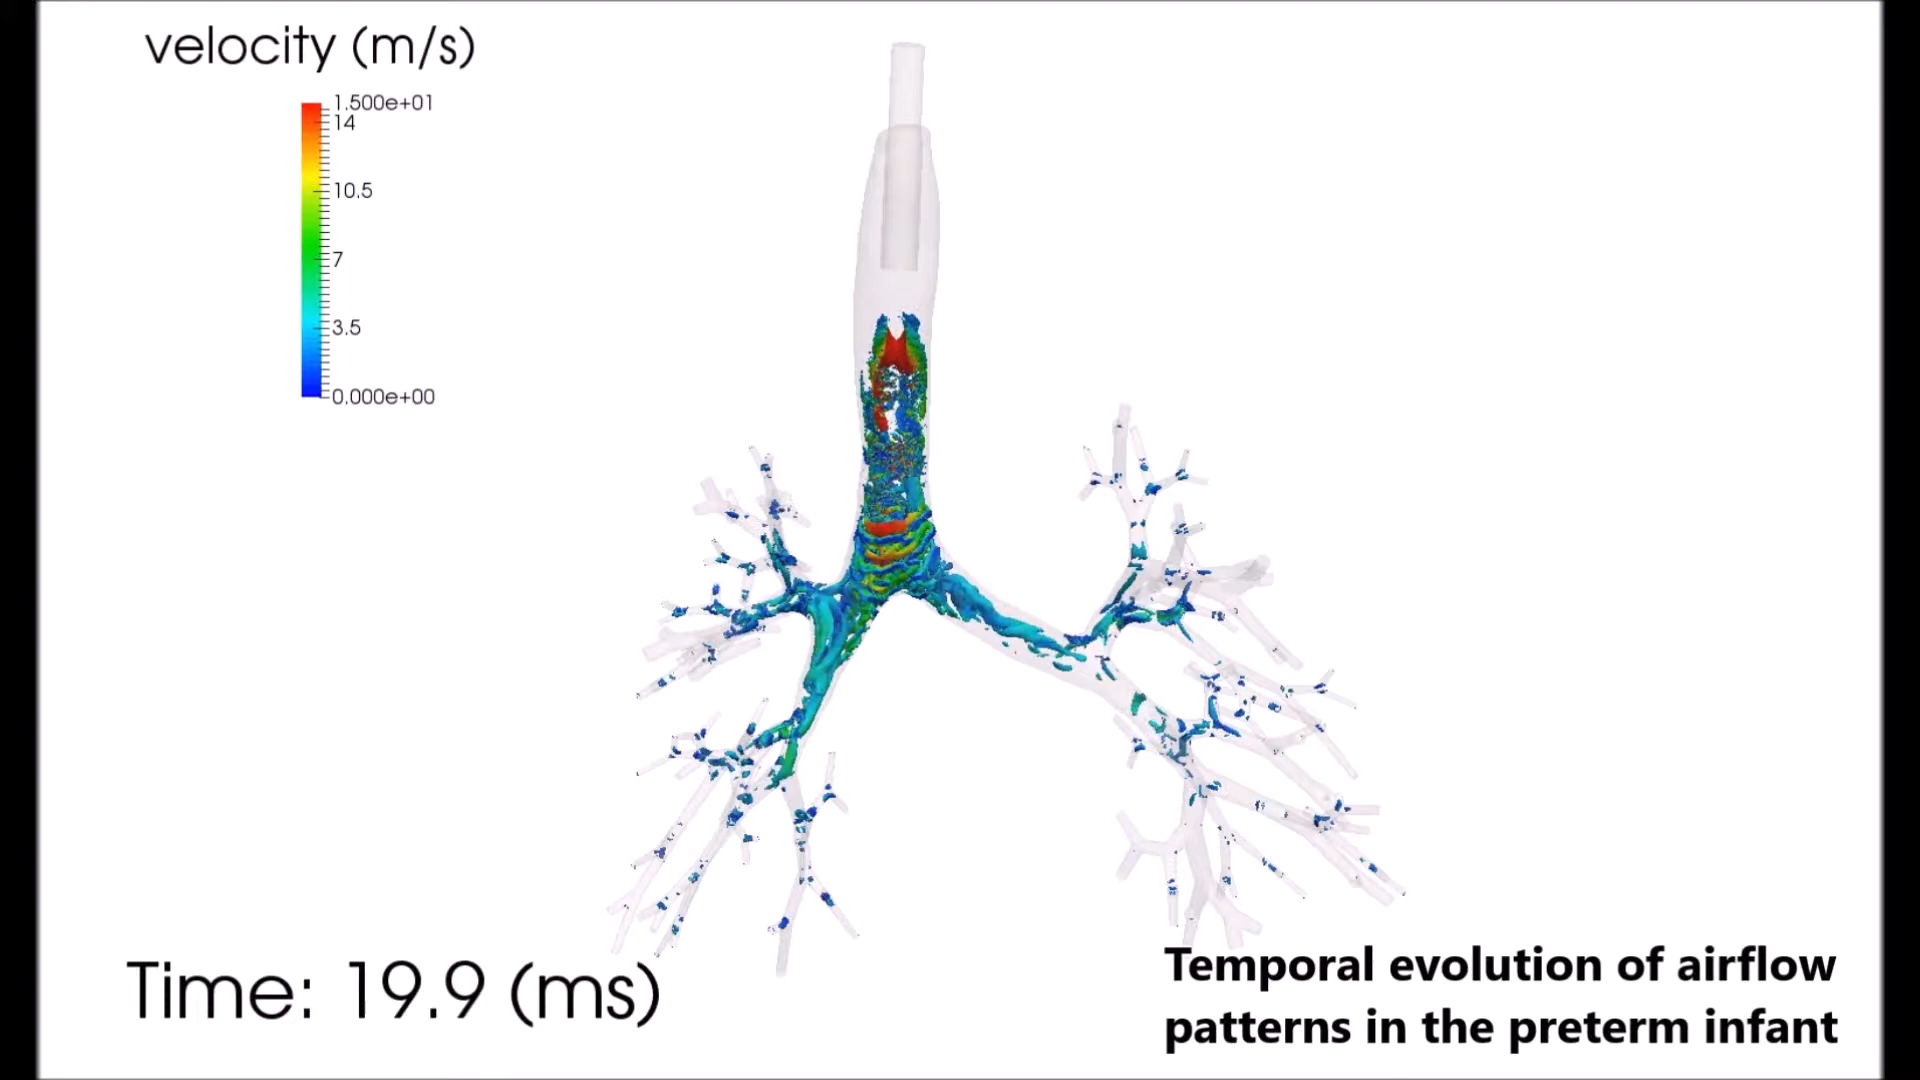 velocity (m/s)
1.500e+01
14
10.5
7
3.5
0.000e+00
Time: 19.9 (ms)
Temporal evolution of airflow
patterns in the preterm infant